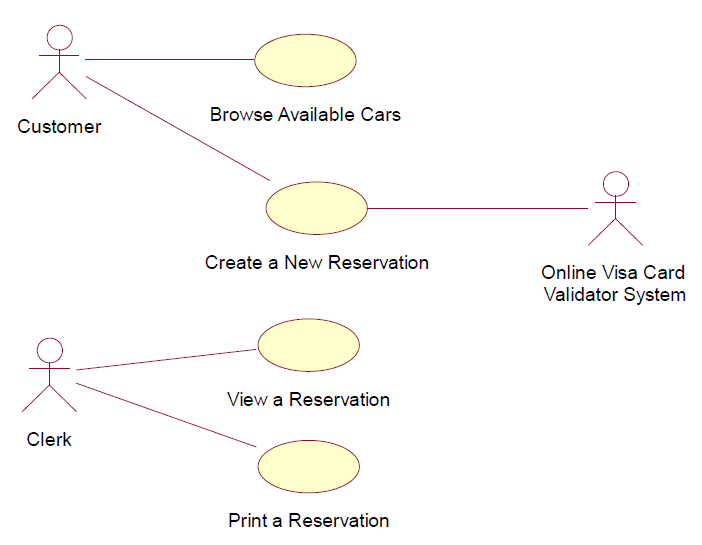 Browse Available Cars
Customer
Create a New Reservation
Online Visa Card
Validator System
View a Reservation
Clerk
Print a Reservation